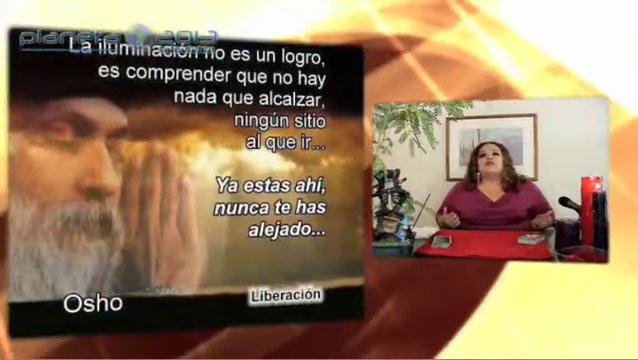 planeta 2013
La iluminación no es un logro,
es comprender que no hay
nada que alcalzar,
ningún sitio
al que ir...
Ya estas ahí,
nunca te has
alejado...
Osho
Liberación